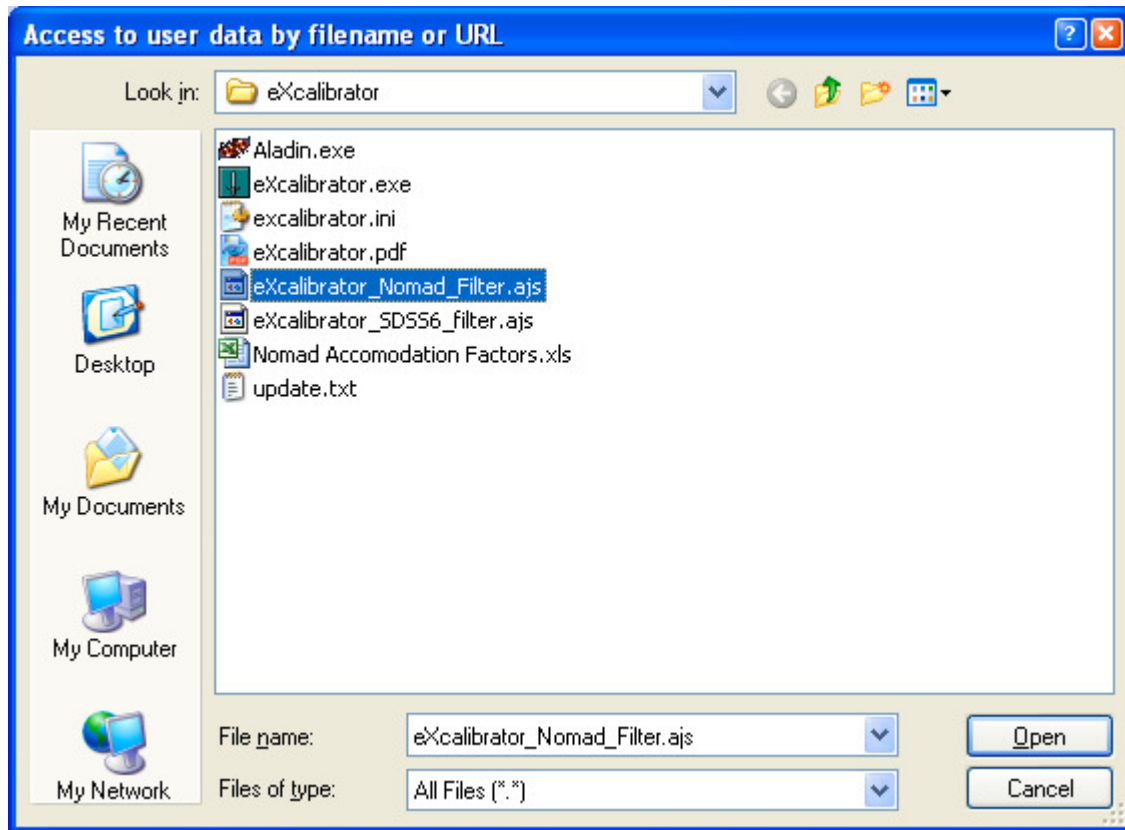 Access to user data by filename or URL
Look in:
eXcalibrator
My Recent
Documents
Desktop
My Documents
My Computer
My Network
Aladin.exe
eXcalibrator.exe
excalibrator.ini
eXcalibrator.pdf
eXcalibrator_Nomad_Filter.ajs
eXcalibrator_SDSS6_filter.ajs
Nomad Accomodation Factors.xls
update.txt
File name:
eXcalibrator_Nomad_Filter.ajs
Open
Files of type:
All Files (*.*)
Cancel